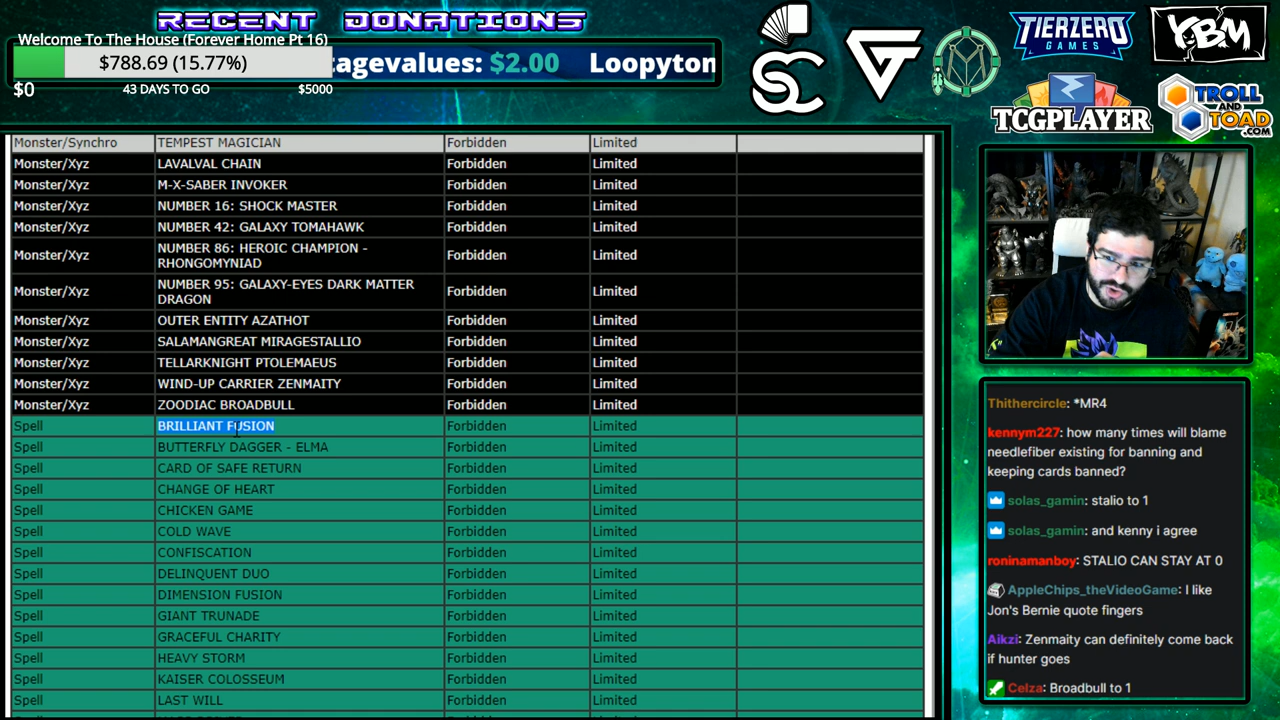 RECENT DONATIONS
Welcome To The House (Forever Home Pt 16)
$788.69 (15.77%)
tagevalues: $2.00 Loopyton
$0 43 DAYS TO GO $5000
SC
TIERZERO
GAMES
YBM
TCGPLAYER
TROLL
AND
TOAD
.COM
Monster/Synchro TEMPEST MAGICIAN Forbidden Limited
Monster/Xyz LAVALVAL CHAIN Forbidden Limited
Monster/Xyz M-X-SABER INVOKER Forbidden Limited
Monster/Xyz NUMBER 16: SHOCK MASTER Forbidden Limited
Monster/Xyz NUMBER 42: GALAXY TOMAHAWK Forbidden Limited
Monster/Xyz NUMBER 86: HEROIC CHAMPION - Forbidden Limited
RHONGOMYNIAD
Monster/Xyz NUMBER 95: GALAXY-EYES DARK MATTER Forbidden Limited
DRAGON
Monster/Xyz OUTER ENTITY AZATHOT Forbidden Limited
Monster/Xyz SALAMANGREAT MIRAGESTALLIO Forbidden Limited
Monster/Xyz TELLARKNIGHT PTOLEMAEUS Forbidden Limited
Monster/Xyz WIND-UP CARRIER ZENMAITY Forbidden Limited
Monster/Xyz ZOODIAC BROADBULL Forbidden Limited
Spell BRILLIANT FUSION Forbidden Limited
Spell BUTTERFLY DAGGER - ELMA Forbidden Limited
Spell CARD OF SAFE RETURN Forbidden Limited
Spell CHANGE OF HEART Forbidden Limited
Spell CHICKEN GAME Forbidden Limited
Spell COLD WAVE Forbidden Limited
Spell CONFISCATION Forbidden Limited
Spell DELINQUENT DUO Forbidden Limited
Spell DIMENSION FUSION Forbidden Limited
Spell GIANT TRUNADE Forbidden Limited
Spell GRACEFUL CHARITY Forbidden Limited
Spell HEAVY STORM Forbidden Limited
Spell KAISER COLOSSEUM Forbidden Limited
Spell LAST WILL Forbidden Limited
Thithercircle: *MR4
kennym227: how many times will blame
needlefiber existing for banning and
keeping cards banned?
solas_gamin: stalio to 1
solas_gamin: and kenny i agree
roninamanboy: STALIO CAN STAY AT 0
AppleChips_theVideoGame: I like
Jon's Bernie quote fingers
Aikzi: Zenmaity can definitely come back
if hunter goes
Celza: Broadbull to 1